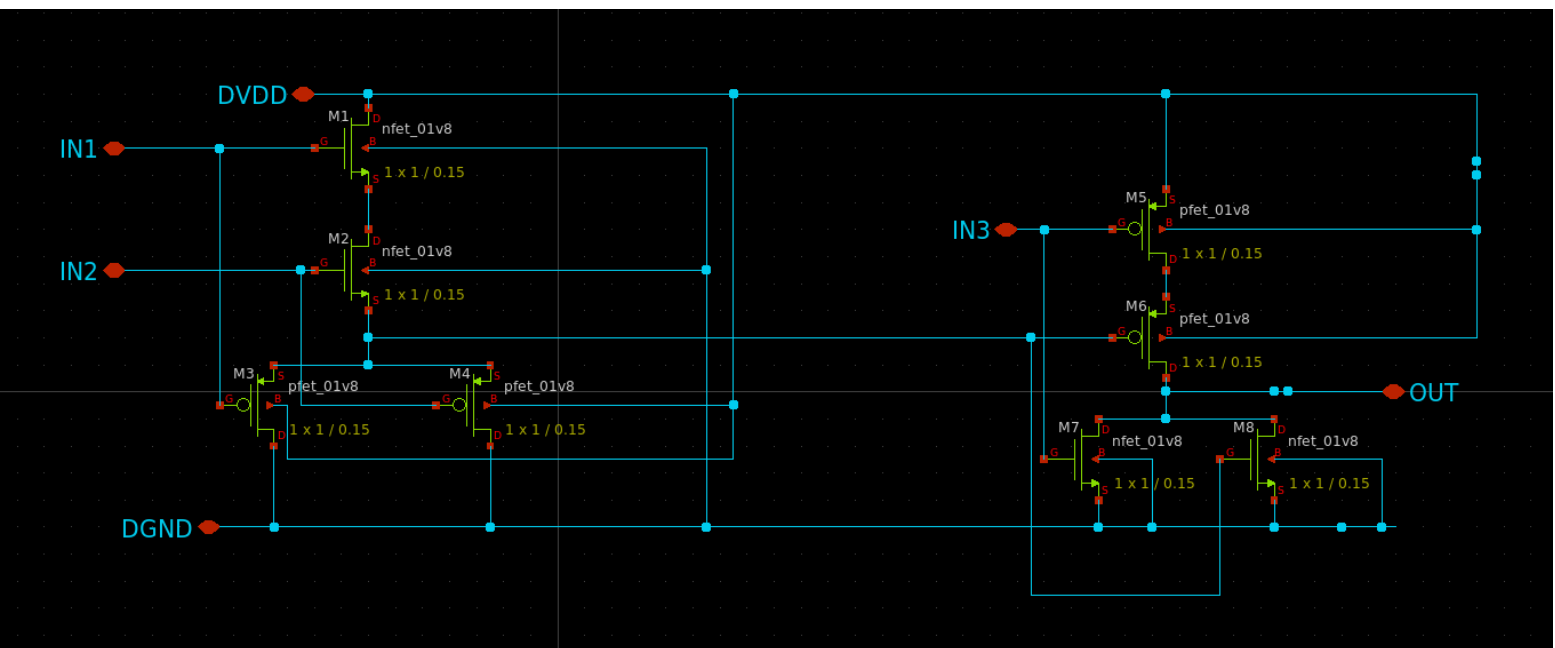 DVDD
M1
D
nfet_01v8
IN1
G
B
1 x 1 / 0.15
S
M2
D
nfet_01v8
IN2
G
B
1 x 1 / 0.15
S
M3
S
pfet_01v8
G
B
1 x 1 / 0.15
D
M4
S
pfet_01v8
G
B
1 x 1 / 0.15
D
DGND
M5
S
pfet_01v8
IN3
G
B
1 x 1 / 0.15
D
M6
S
pfet_01v8
G
B
1 x 1 / 0.15
D
OUT
M7
D
nfet_01v8
G
B
1 x 1 / 0.15
S
M8
D
nfet_01v8
G
B
1 x 1 / 0.15
S